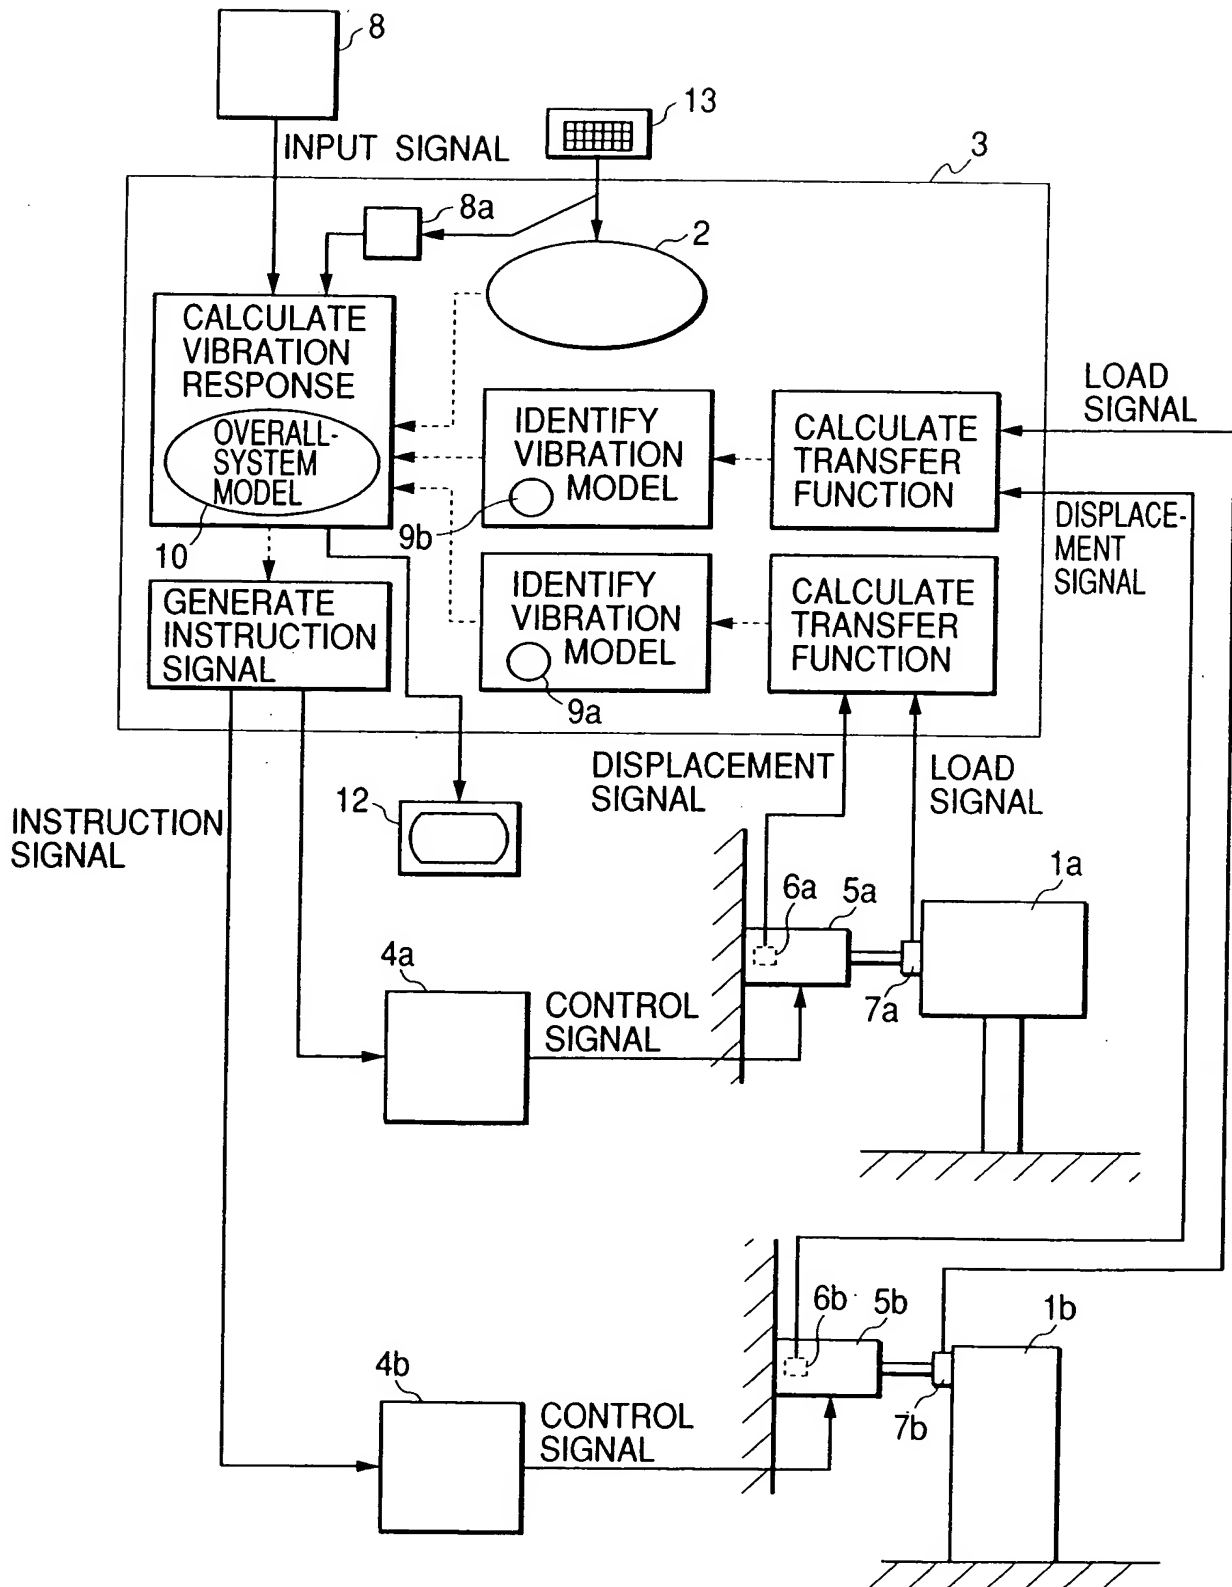 8
13
INPUT SIGNAL
3
8a
2
CALCULATE
VIBRATION
RESPONSE
OVERALL-
SYSTEM
MODEL
10
IDENTIFY
VIBRATION
MODEL
9b
CALCULATE
TRANSFER
FUNCTION
LOAD
SIGNAL
DISPLACE-
MENT
SIGNAL
GENERATE
INSTRUCTION
SIGNAL
IDENTIFY
VIBRATION
MODEL
9a
CALCULATE
TRANSFER
FUNCTION
DISPLACEMENT
SIGNAL
LOAD
SIGNAL
INSTRUCTION
SIGNAL
12
6a
5a
1a
7a
4a
CONTROL
SIGNAL
6b
5b
1b
7b
4b
CONTROL
SIGNAL